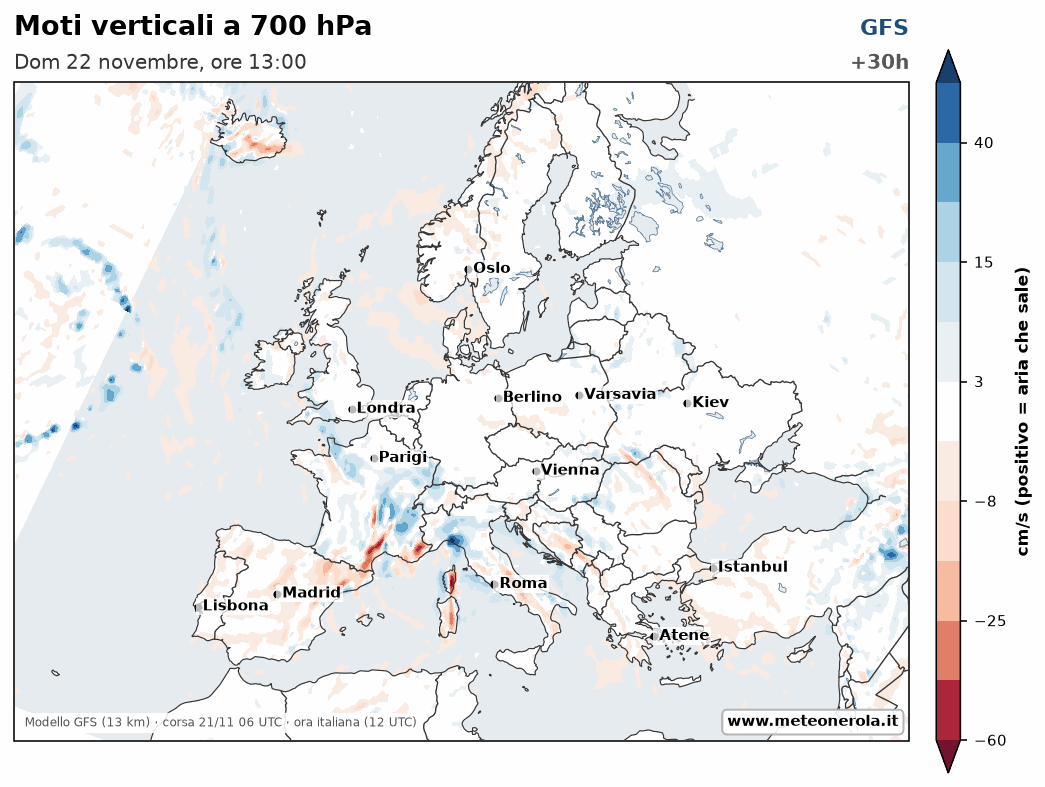 Moti verticali a 700 hPa
GFS
Dom 22 novembre, ore 13:00
+30h
40
15
3
−8
−25
−60
cm/s (positivo = aria che sale)
Oslo
Berlino
Varsavia
Kiev
Londra
Parigi
Vienna
Istanbul
Roma
Madrid
Lisbona
Atene
Modello GFS (13 km) · corsa 21/11 06 UTC · ora italiana (12 UTC)
www.meteonerola.it